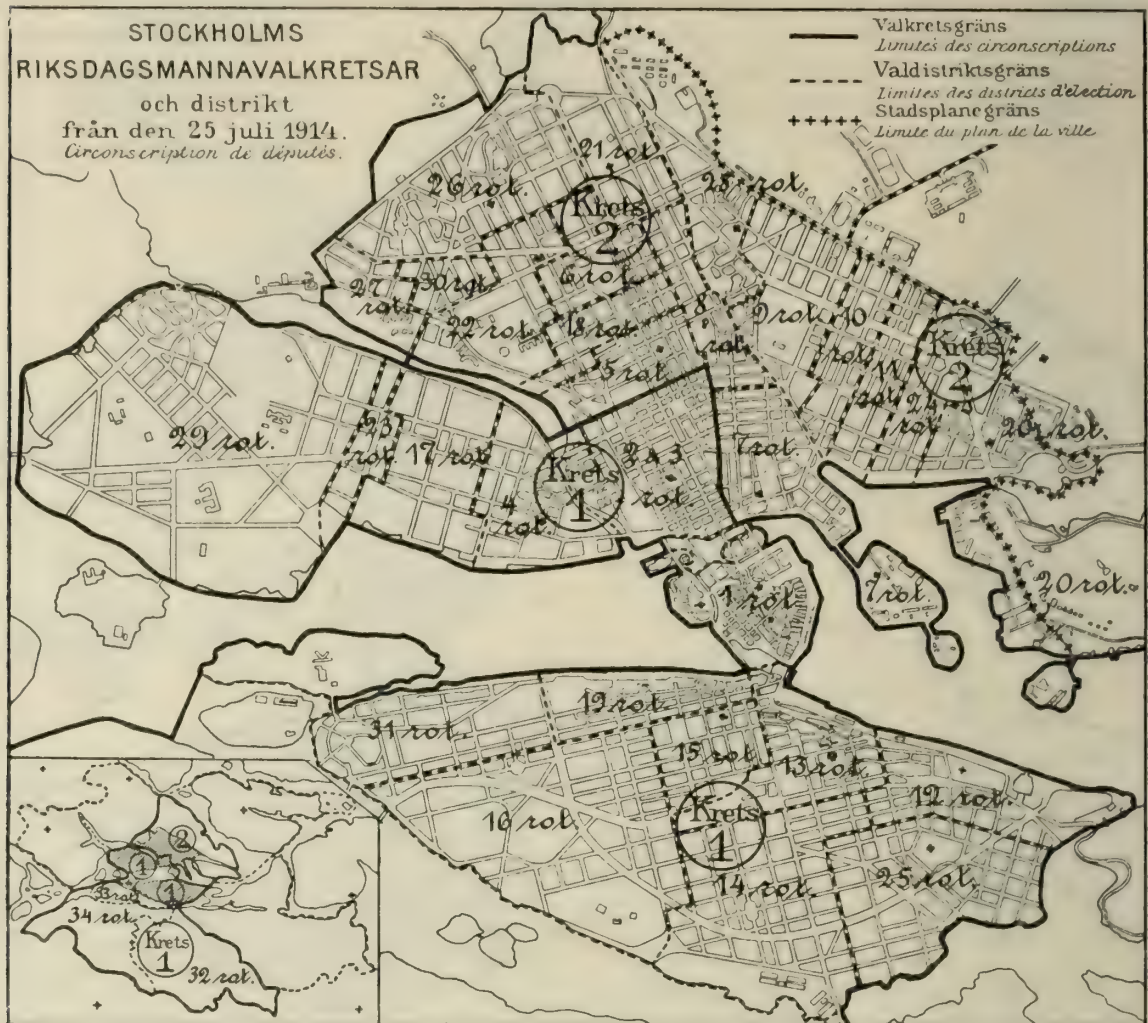 STOCKHOLMS
RIKSDAGSMANNAVALKRETSAR
och distrikt
från den 25 juli 1914.
Circonscription de députés.
Valkretsgräns
Limites des circonscriptions
Valdistriktsgräns
Limites des districts d'élection
Stadsplanegräns
Limite du plan de la ville
21 rot.
26 rot.
28 rot.
Krets
2
6 rot.
27
rot.
30 rot.
22 rot.
18 rot.
8
rot.
9 rot.
10
rot.
Krets
2
5 rot.
11
rot.
24
rot.
20 rot.
29 rot.
23
rot.
17 rot.
Krets
1
2 & 3
rot.
7 rot.
4
rot.
1 rot.
7 rot.
20 rot.
19 rot.
31 rot.
15 rot.
13 rot.
16 rot.
Krets
1
12 rot.
14 rot.
25 rot.
2
1
1
33 rot.
34 rot.
Krets
1
32 rot.